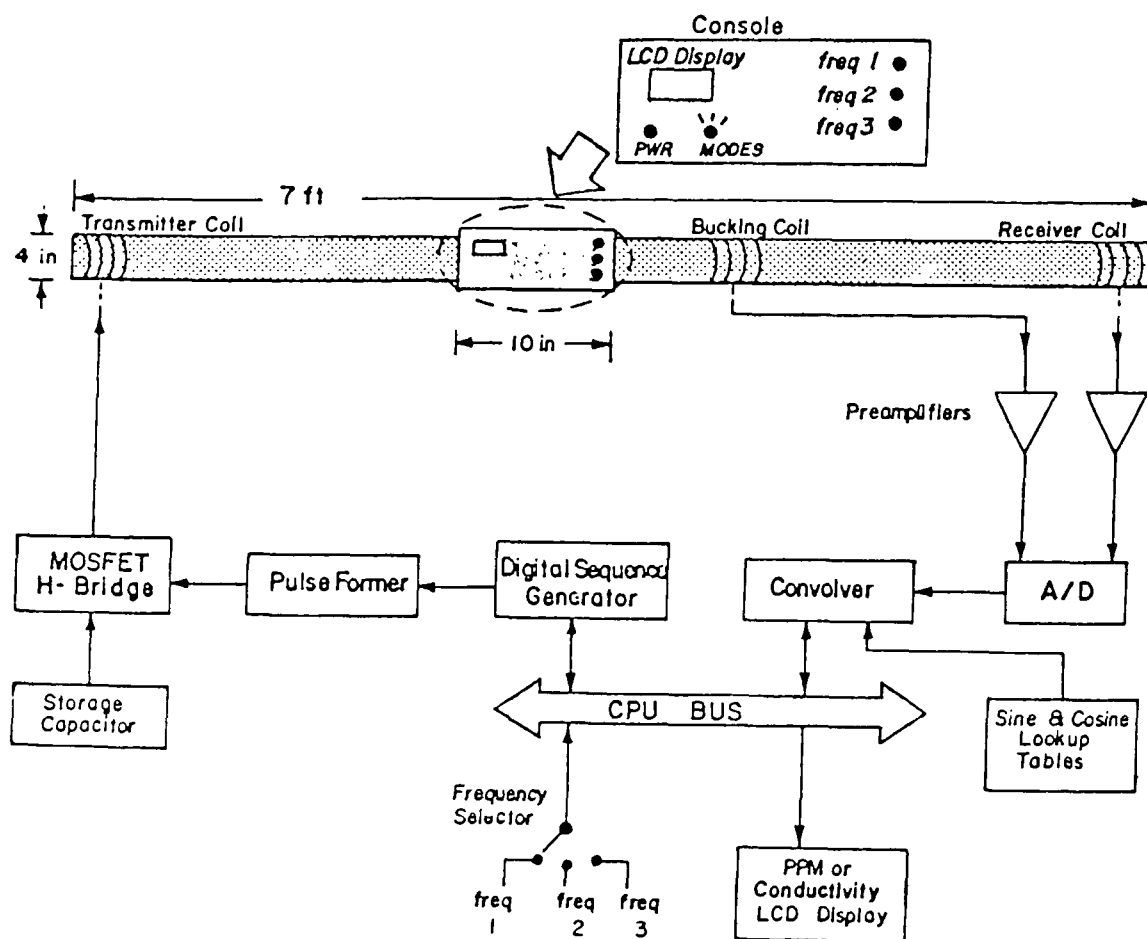 Console
LCD Display
freq 1
freq 2
freq 3
PWR
MODES
7 ft
Transmitter Coil
Bucking Coil
Receiver Coil
4 in
10 in
Preamplifiers
MOSFET
H-Bridge
Pulse Former
Digital Sequence
Generator
Convolver
A/D
Storage
Capacitor
CPU BUS
Sine & Cosine
Lookup
Tables
Frequency
Selector
freq
1
freq
2
freq
3
PPM or
Conductivity
LCD Display